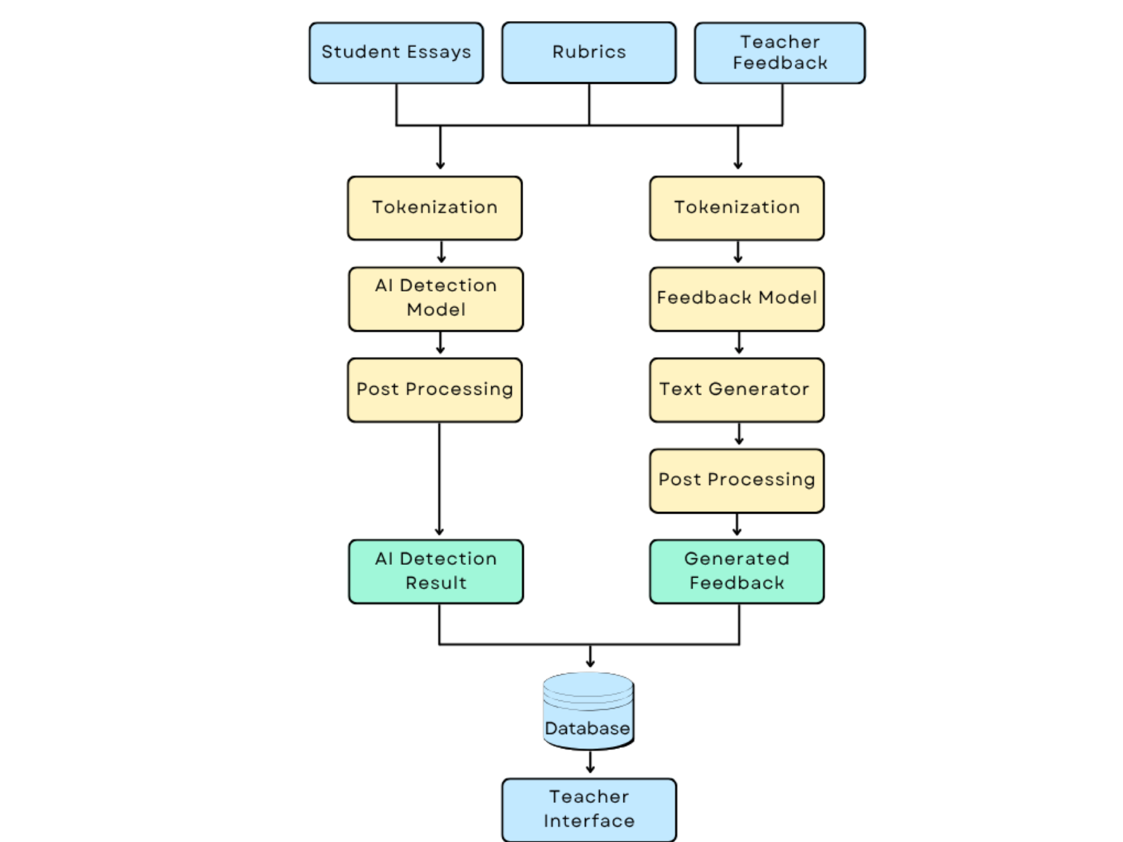 Student Essays
Rubrics
Teacher
Feedback
Tokenization
Tokenization
AI Detection
Model
Feedback Model
Post Processing
Text Generator
Post Processing
AI Detection
Result
Generated
Feedback
Database
Teacher
Interface